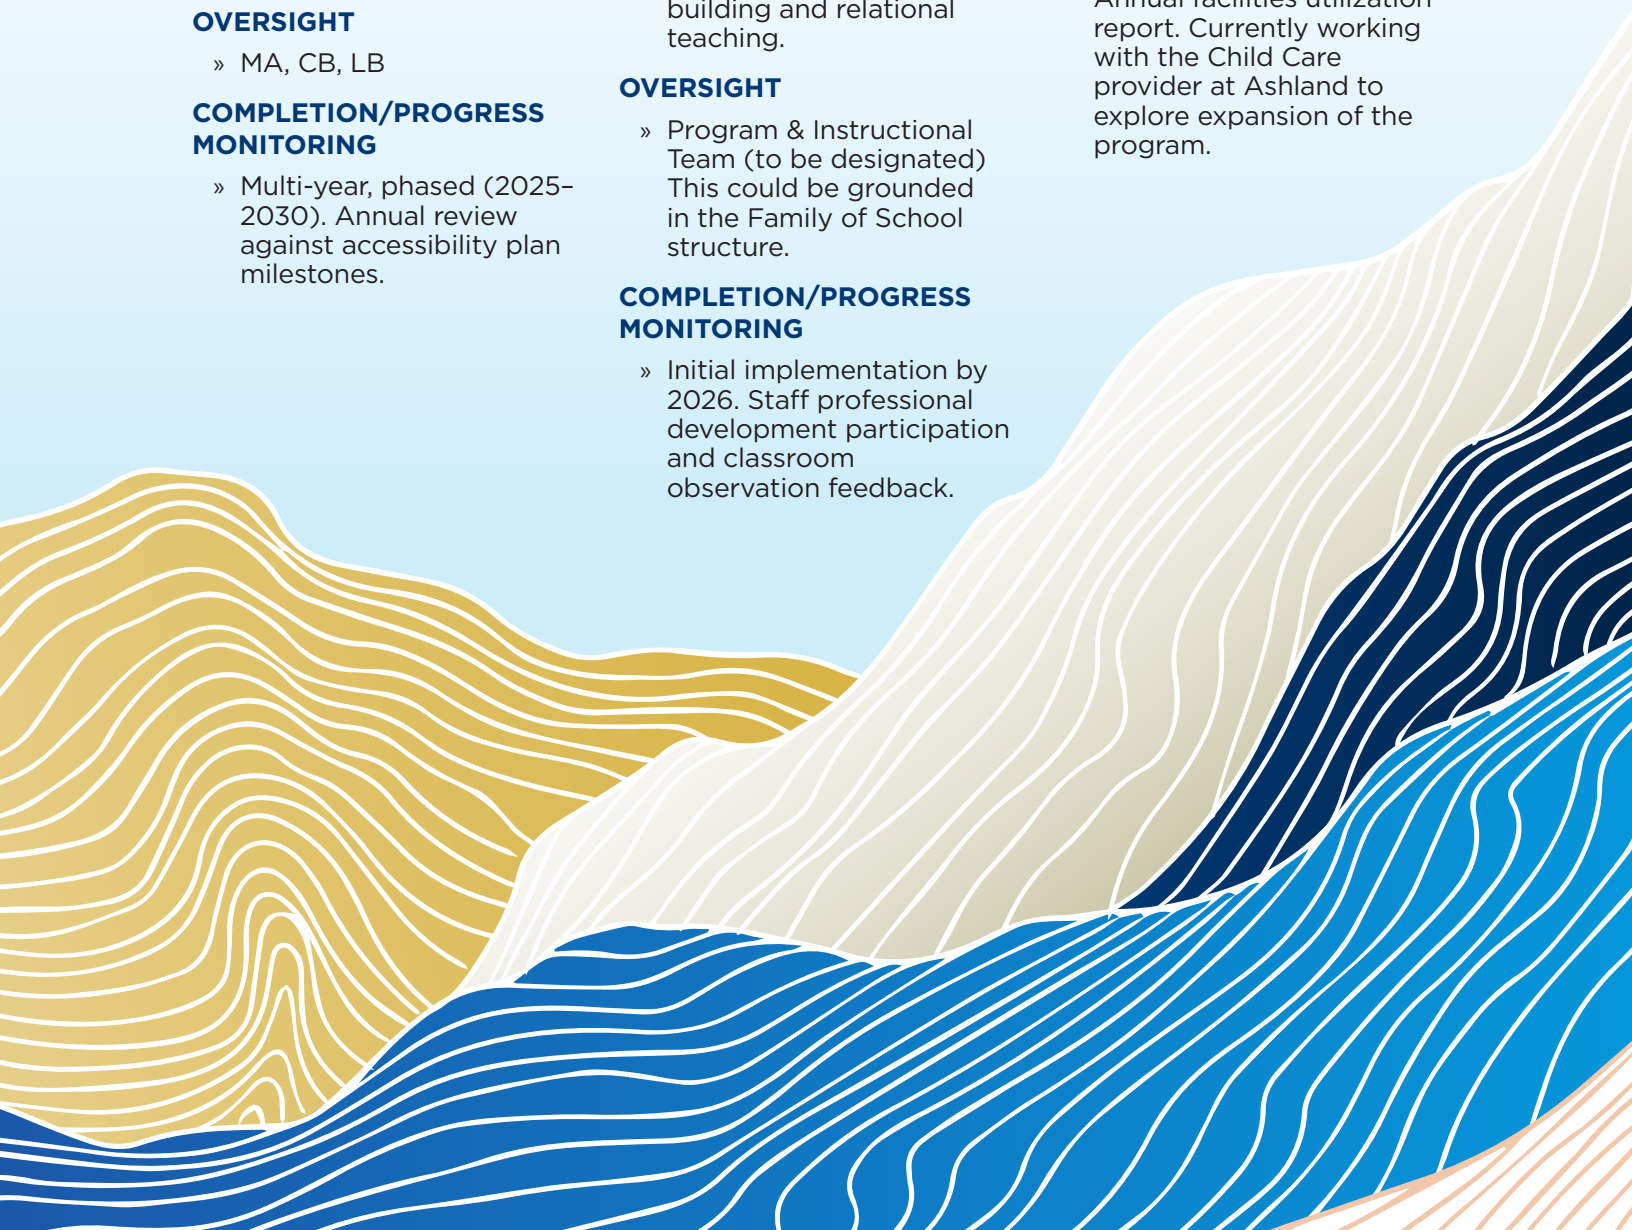 OVERSIGHT
» MA, CB, LB
COMPLETION/PROGRESS
MONITORING
» Multi-year, phased (2025–
2030). Annual review
against accessibility plan
milestones.
building and relational
teaching.
OVERSIGHT
» Program & Instructional
Team (to be designated)
This could be grounded
in the Family of School
structure.
COMPLETION/PROGRESS
MONITORING
» Initial implementation by
2026. Staff professional
development participation
and classroom
observation feedback.
Annual facilities utilization
report. Currently working
with the Child Care
provider at Ashland to
explore expansion of the
program.